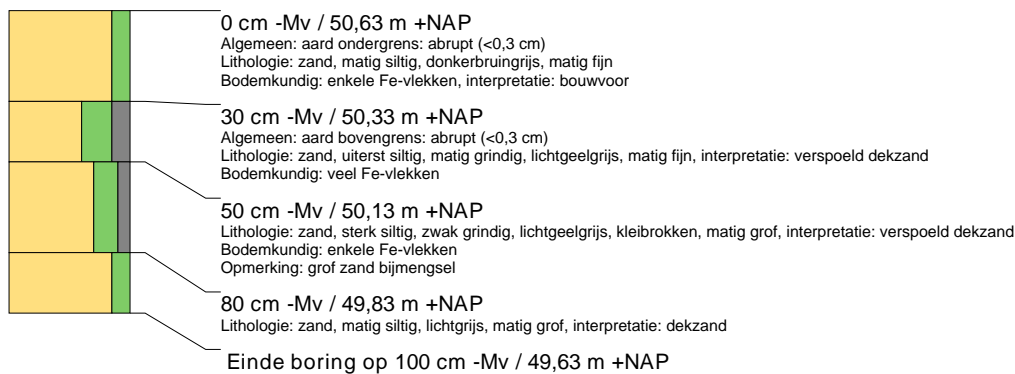 0 cm -Mv / 50,63 m +NAP
Algemeen: aard ondergrens: abrupt (<0,3 cm)
Lithologie: zand, matig siltig, donkerbruingrijs, matig fijn
Bodemkundig: enkele Fe-vlekken, interpretatie: bouwvoor
30 cm -Mv / 50,33 m +NAP
Algemeen: aard bovengrens: abrupt (<0,3 cm)
Lithologie: zand, uiterst siltig, matig grindig, lichtgeelgrijs, matig fijn, interpretatie: verspoeld dekzand
Bodemkundig: veel Fe-vlekken
50 cm -Mv / 50,13 m +NAP
Lithologie: zand, sterk siltig, zwak grindig, lichtgeelgrijs, kleibrokken, matig grof, interpretatie: verspoeld dekzand
Bodemkundig: enkele Fe-vlekken
Opmerking: grof zand bijmengsel
80 cm -Mv / 49,83 m +NAP
Lithologie: zand, matig siltig, lichtgrijs, matig grof, interpretatie: dekzand
Einde boring op 100 cm -Mv / 49,63 m +NAP